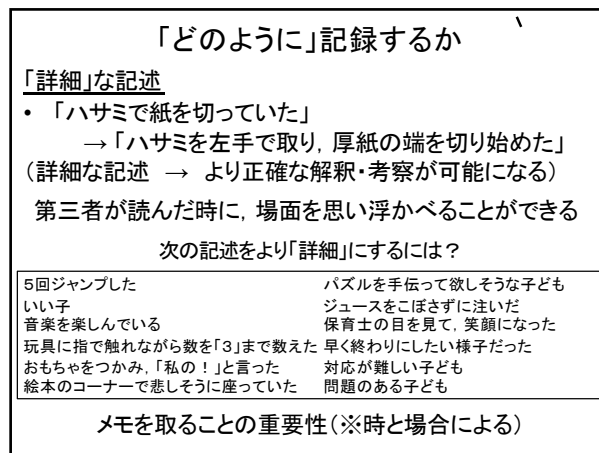 「どのように」記録するか
「詳細」な記述
• 「ハサミで紙を切っていた」
→「ハサミを左手で取り，厚紙の端を切り始めた」
（詳細な記述　→　より正確な解釈・考察が可能になる）
第三者が読んだ時に，場面を思い浮かべることができる
次の記述をより「詳細」にするには？
５回ジャンプした　パズルを手伝って欲しそうな子ども
いい子　ジュースをこぼさずに注いだ
音楽を楽しんでいる　保育士の目を見て，笑顔になった
玩具に指で触れながら数を「３」まで数えた　早く終わりにしたい様子だった
おもちゃをつかみ，「私の！」と言った　対応が難しい子ども
絵本のコーナーで悲しそうに座っていた　問題のある子ども
メモを取ることの重要性（※時と場合による）